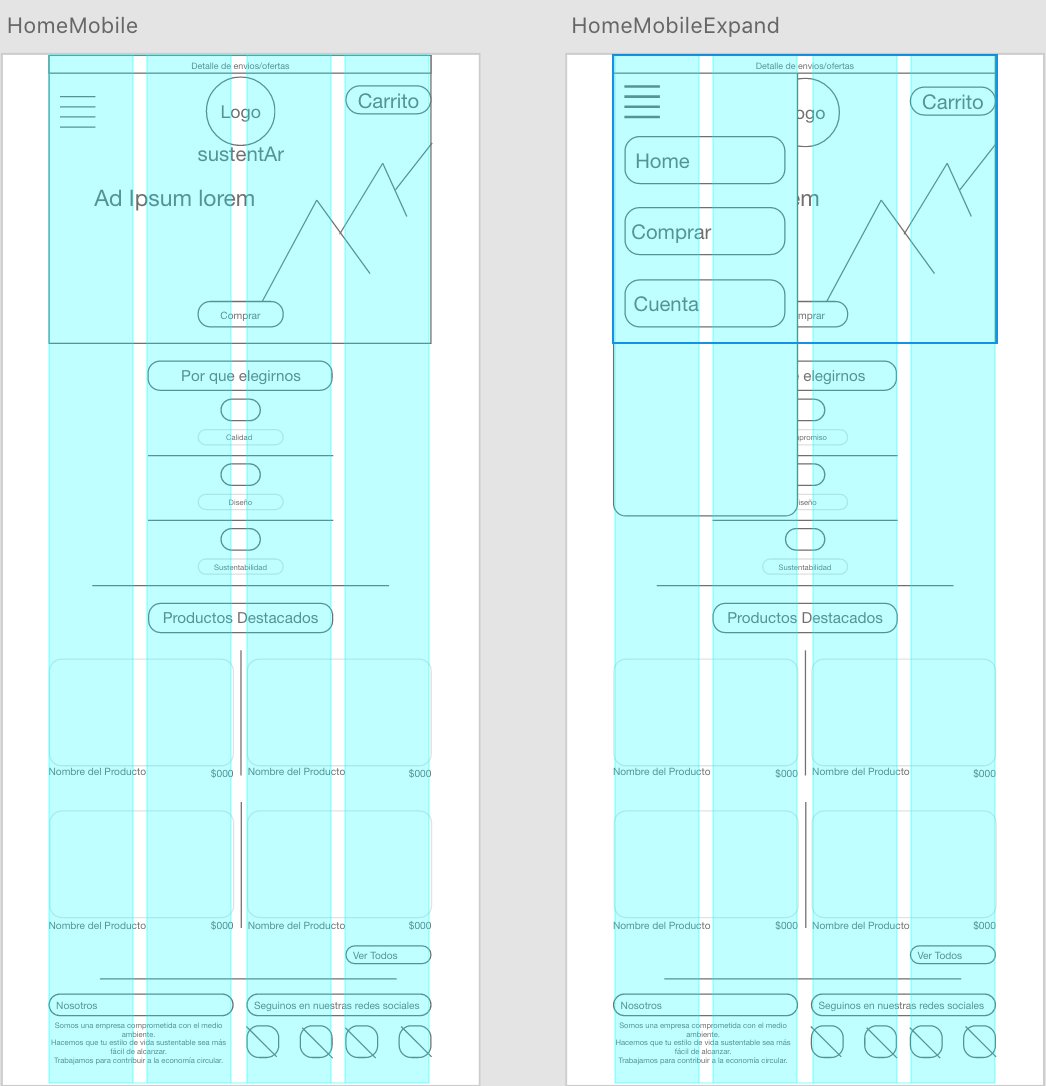 HomeMobile
Detalle de envios/ofertas
Logo
Carrito
sustentAr
Ad Ipsum lorem
Comprar
Por que elegirnos
Calidad
Diseño
Sustentabilidad
Productos Destacados
Nombre del Producto $000
Nombre del Producto $000
Nombre del Producto $000
Nombre del Producto $000
Ver Todos
Nosotros
Seguinos en nuestras redes sociales
Somos una empresa comprometida con el medio
ambiente.
Hacemos que tu estilo de vida sustentable sea más
fácil de alcanzar.
Trabajamos para contribuir a la economía circular.
HomeMobileExpand
Detalle de envios/ofertas
ogo
Carrito
Home
em
Comprar
Cuenta
mprar
elegirnos
promiso
iseño
Sustentabilidad
Productos Destacados
Nombre del Producto $000
Nombre del Producto $000
Nombre del Producto $000
Nombre del Producto $000
Ver Todos
Nosotros
Seguinos en nuestras redes sociales
Somos una empresa comprometida con el medio
ambiente.
Hacemos que tu estilo de vida sustentable sea más
fácil de alcanzar.
Trabajamos para contribuir a la economía circular.